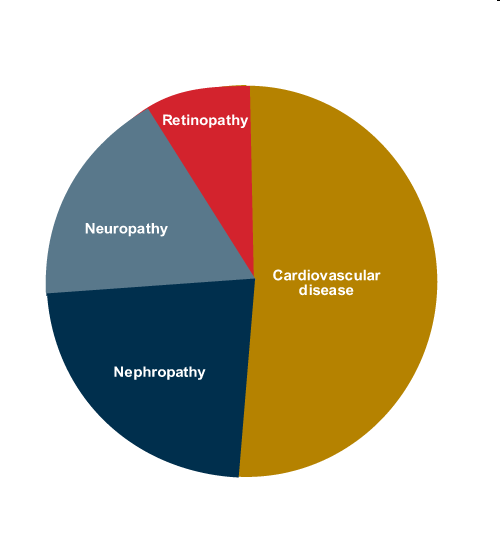 Retinopathy
Neuropathy
Cardiovascular
disease
Nephropathy